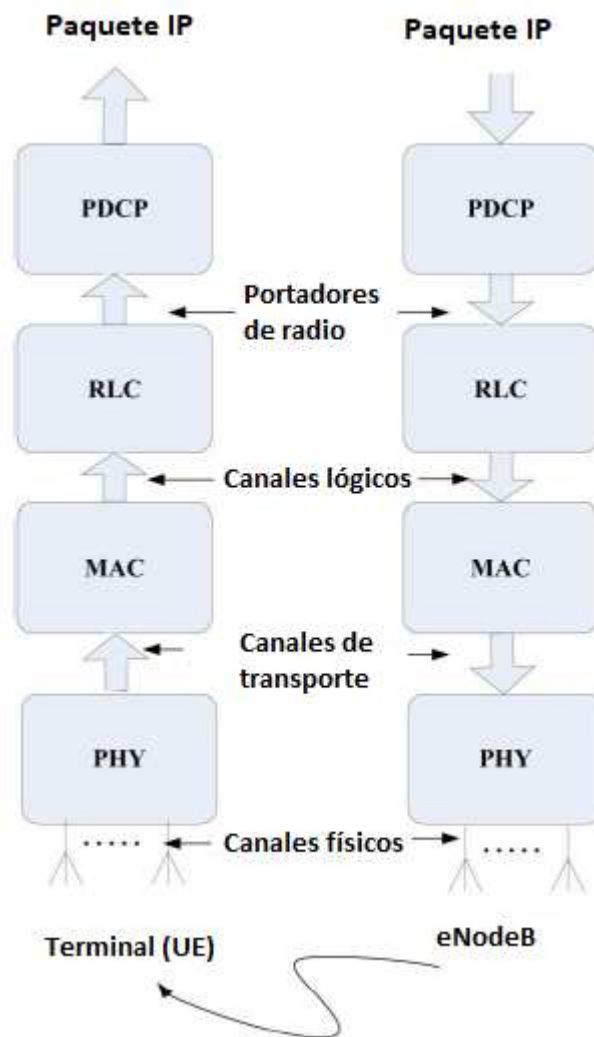 Paquete IP
Paquete IP
PDCP
PDCP
Portadores
de radio
RLC
RLC
Canales lógicos
MAC
MAC
Canales de
transporte
PHY
PHY
Canales físicos
Terminal (UE)
eNodeB